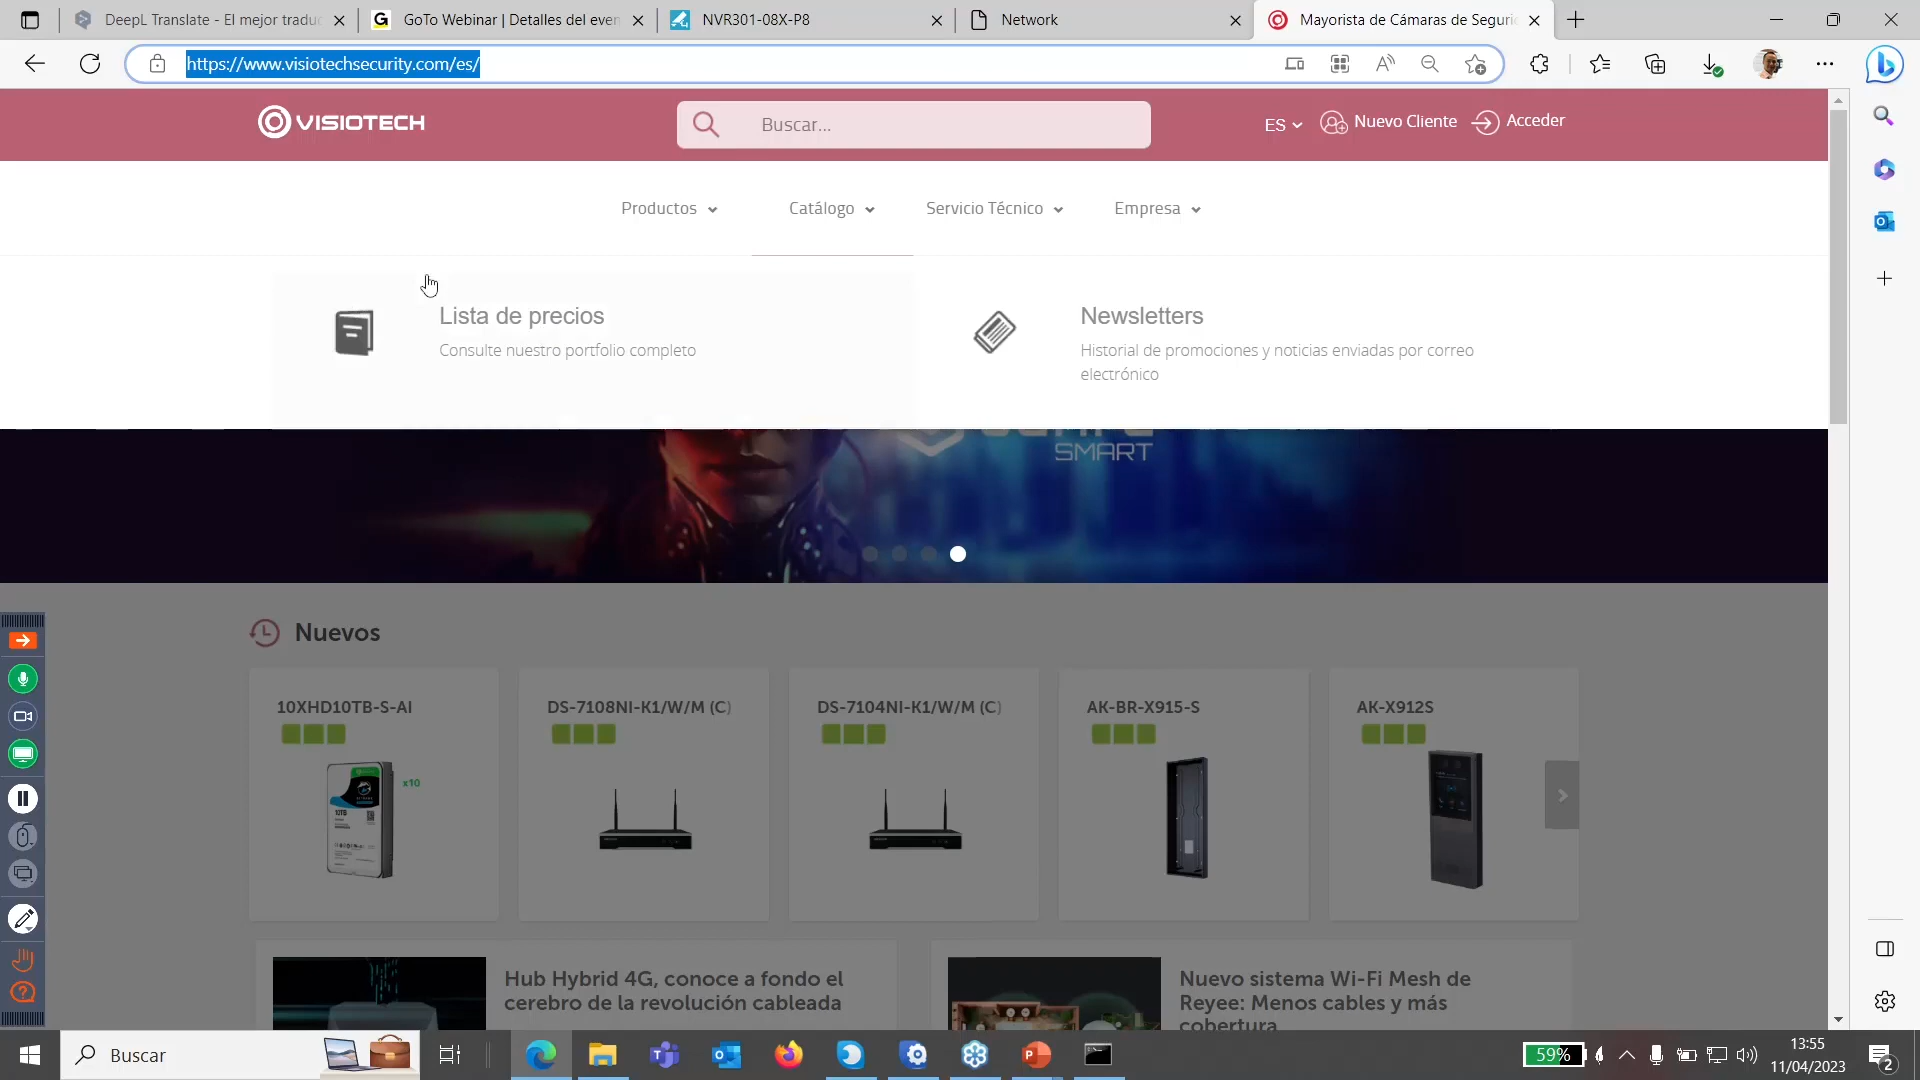 DeepL Translate - El mejor traduc
GoTo Webinar | Detalles del even
NVR301-08X-P8
Network
Mayorista de Cámaras de Seguri
https://www.visiotechsecurity.com/es/
VISIOTECH
Buscar...
ES
Nuevo Cliente
Acceder
Productos
Catálogo
Servicio Técnico
Empresa
Lista de precios
Consulte nuestro portfolio completo
Newsletters
Historial de promociones y noticias enviadas por correo
electrónico
SMART
Nuevos
10XHD10TB-S-AI
DS-7108NI-K1/W/M (C)
DS-7104NI-K1/W/M (C)
AK-BR-X915-S
AK-X912S
x10
10TB
Hub Hybrid 4G, conoce a fondo el
cerebro de la revolución cableada
Nuevo sistema Wi-Fi Mesh de
Reyee: Menos cables y más
cobertura
Buscar
59%
13:55
11/04/2023
2